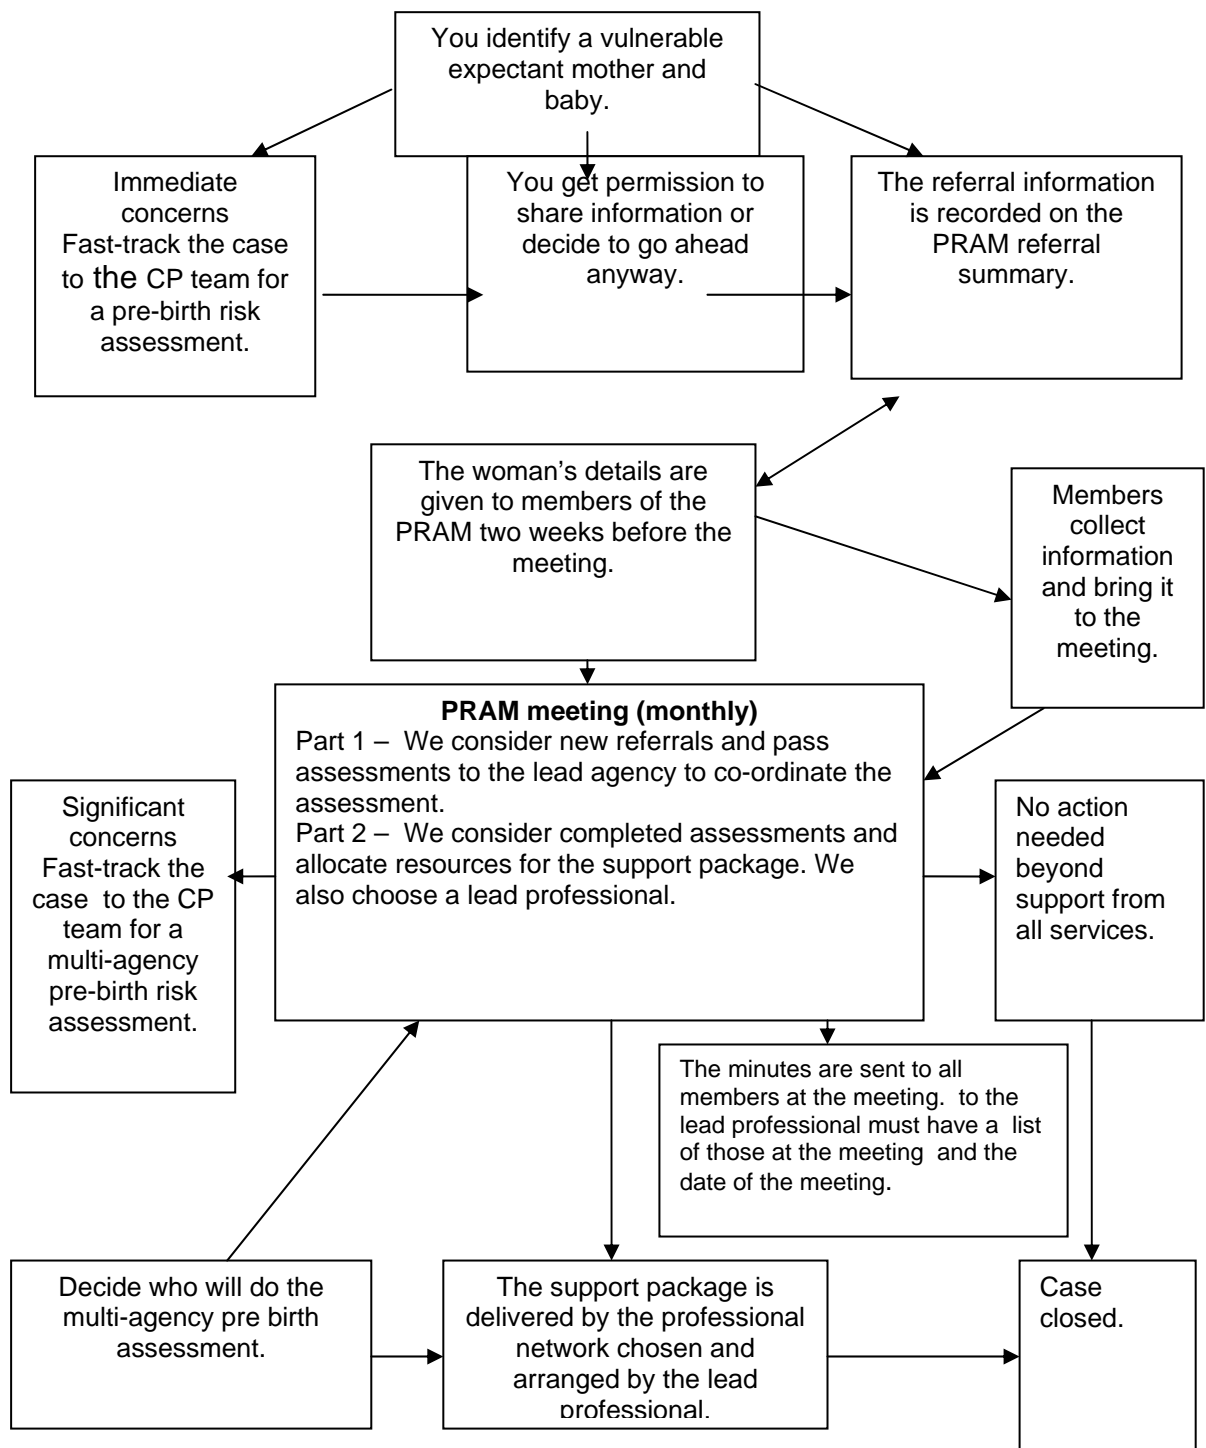 You identify a vulnerable
expectant mother and
baby.
Immediate
concerns
Fast-track the case
to the CP team for
a pre-birth risk
assessment.
You get permission to
share information or
decide to go ahead
anyway.
The referral information
is recorded on the
PRAM referral
summary.
The woman’s details are
given to members of the
PRAM two weeks before the
meeting.
Members
collect
information
and bring it
to the
meeting.
PRAM meeting (monthly)
Part 1 – We consider new referrals and pass
assessments to the lead agency to co-ordinate the
assessment.
Part 2 – We consider completed assessments and
allocate resources for the support package. We
also choose a lead professional.
Significant
concerns
Fast-track the
case to the CP
team for a
multi-agency
pre-birth risk
assessment.
No action
needed
beyond
support from
all services.
The minutes are sent to all
members at the meeting. to the
lead professional must have a list
of those at the meeting and the
date of the meeting.
Decide who will do the
multi-agency pre birth
assessment.
The support package is
delivered by the professional
network chosen and
arranged by the lead
professional.
Case
closed.